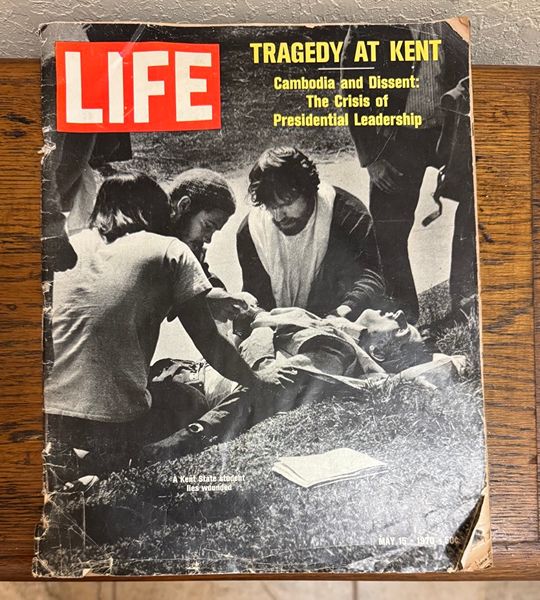 LIFE
TRAGEDY AT KENT
Cambodia and Dissent:
The Crisis of
Presidential Leadership
A Kent State student
lies wounded
MAY 15 · 1970 · 50¢